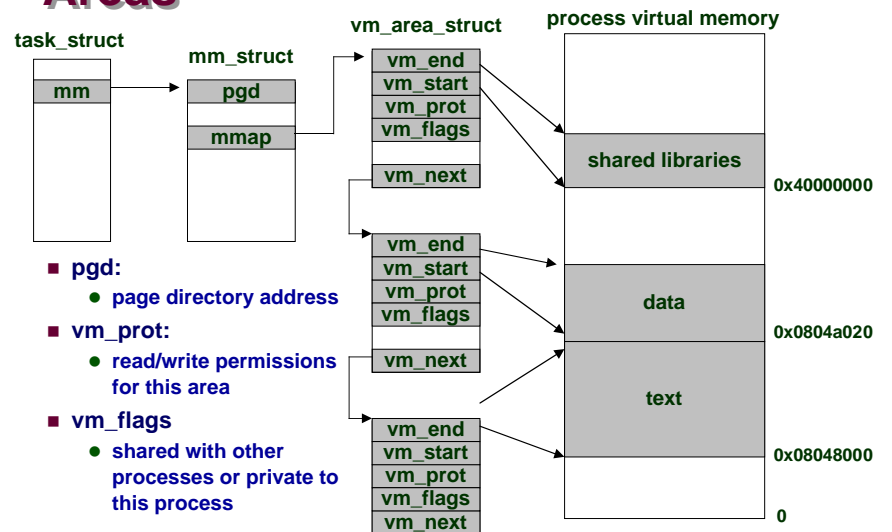 Areas
task_struct
mm
mm_struct
pgd
mmap
vm_area_struct
vm_end
vm_start
vm_prot
vm_flags
vm_next
vm_end
vm_start
vm_prot
vm_flags
vm_next
vm_end
vm_start
vm_prot
vm_flags
vm_next
process virtual memory
shared libraries
0x40000000
data
0x0804a020
text
0x08048000
0
■ pgd:
● page directory address
■ vm_prot:
● read/write permissions
for this area
■ vm_flags
● shared with other
processes or private to
this process